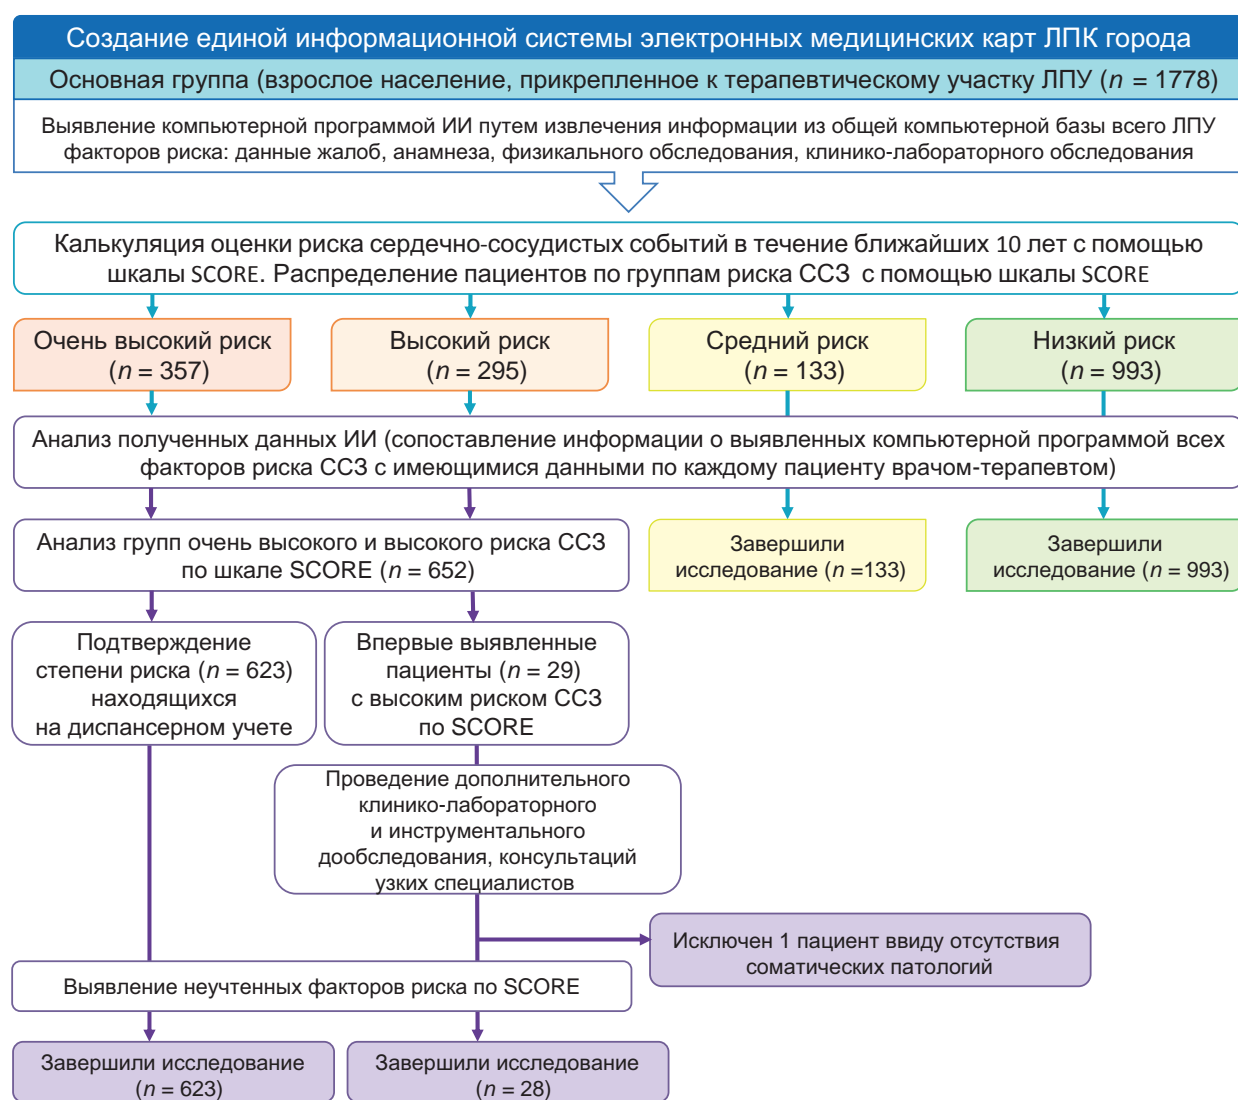 Создание единой информационной системы электронных медицинских карт ЛПК города
Основная группа (взрослое население, прикрепленное к терапевтическому участку ЛПУ (n = 1778)
Выявление компьютерной программой ИИ путем извлечения информации из общей компьютерной базы всего ЛПУ
факторов риска: данные жалоб, анамнеза, физикального обследования, клинико-лабораторного обследования
Калькуляция оценки риска сердечно-сосудистых событий в течение ближайших 10 лет с помощью
шкалы SCORE. Распределение пациентов по группам риска ССЗ с помощью шкалы SCORE
Очень высокий риск
(n = 357)
Высокий риск
(n = 295)
Средний риск
(n = 133)
Низкий риск
(n = 993)
Анализ полученных данных ИИ (сопоставление информации о выявленных компьютерной программой всех
факторов риска ССЗ с имеющимися данными по каждому пациенту врачом-терапевтом)
Анализ групп очень высокого и высокого риска ССЗ
по шкале SCORE (n = 652)
Завершили
исследование (n =133)
Завершили
исследование (n = 993)
Подтверждение
степени риска (n = 623)
находящихся
на диспансерном учете
Впервые выявленные
пациенты (n = 29)
с высоким риском ССЗ
по SCORE
Проведение дополнительного
клинико-лабораторного
и инструментального
дообследования, консультаций
узких специалистов
Исключен 1 пациент ввиду отсутствия
соматических патологий
Выявление неучтенных факторов риска по SCORE
Завершили исследование
(n = 623)
Завершили исследование
(n = 28)